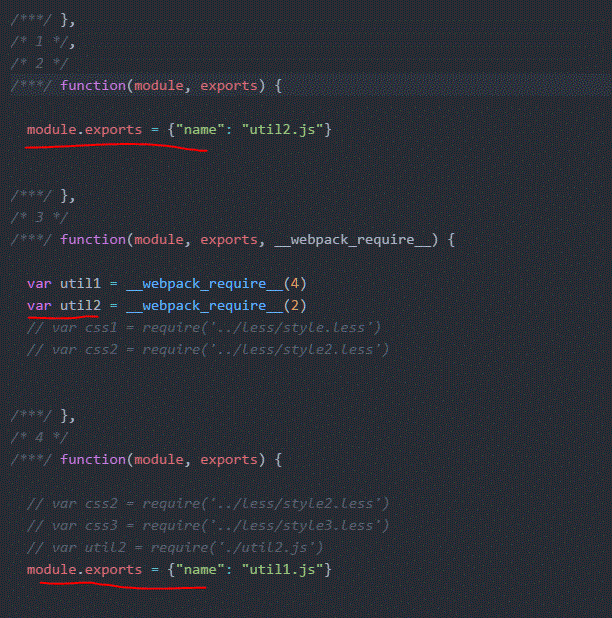 /***/ },
/* 1 */,
/* 2 */
/***/ function(module, exports) {
module.exports = {"name": "util2.js"}
/***/ },
/* 3 */
/***/ function(module, exports, __webpack_require__) {
var util1 = __webpack_require__(4)
var util2 = __webpack_require__(2)
// var css1 = require('../less/style.less')
// var css2 = require('../less/style2.less')
/***/ },
/* 4 */
/***/ function(module, exports) {
// var css2 = require('../less/style2.less')
// var css3 = require('../less/style3.less')
// var util2 = require('./util2.js')
module.exports = {"name": "util1.js"}